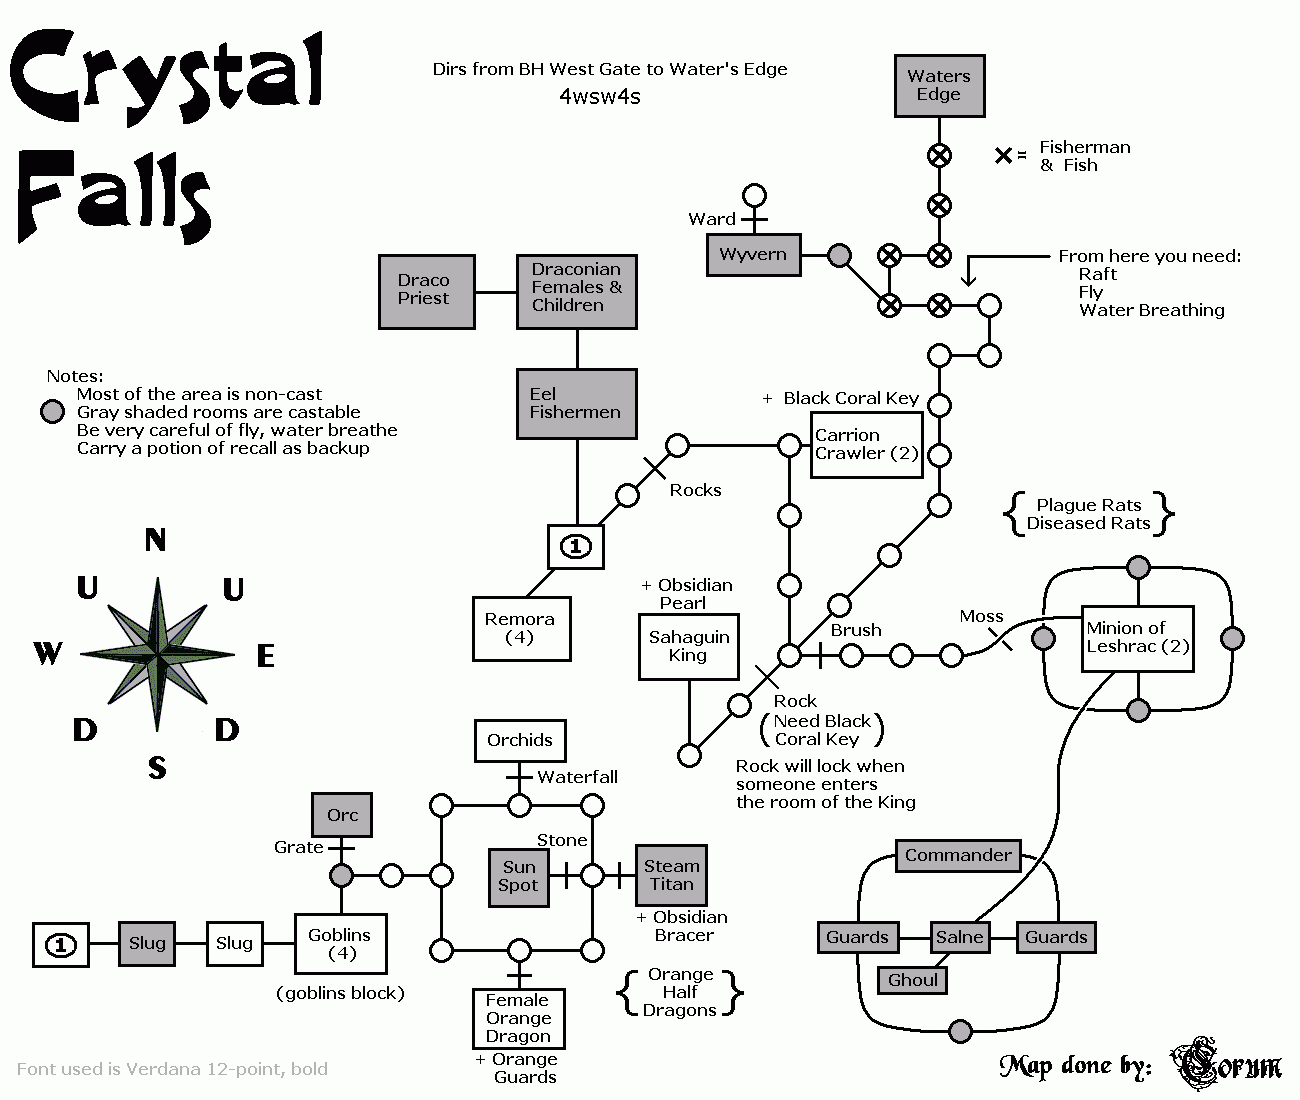 Crystal
Falls
Dirs from BH West Gate to Water's Edge
4wsw4s
Waters
Edge
X = Fisherman
& Fish
Ward
Wyvern
From here you need:
Raft
Fly
Water Breathing
Draco
Priest
Draconian
Females &
Children
Eel
Fishermen
Notes:
Most of the area is non-cast
Gray shaded rooms are castable
Be very careful of fly, water breathe
Carry a potion of recall as backup
+ Black Coral Key
Carrion
Crawler (2)
Rocks
1
Remora
(4)
{ Plague Rats
Diseased Rats }
N
U
U
W
E
D
D
S
+ Obsidian
Pearl
Sahaguin
King
Brush
Moss
Minion of
Leshrac (2)
Rock
(Need Black
Coral Key)
Rock will lock when
someone enters
the room of the King
Orchids
Waterfall
Orc
Grate
Stone
Sun
Spot
Steam
Titan
+ Obsidian
Bracer
1
Slug
Slug
Goblins
(4)
(goblins block)
{ Orange
Half
Dragons }
Female
Orange
Dragon
+ Orange
Guards
Commander
Guards
Salne
Guards
Ghoul
Font used is Verdana 12-point, bold
Map done by: Corum